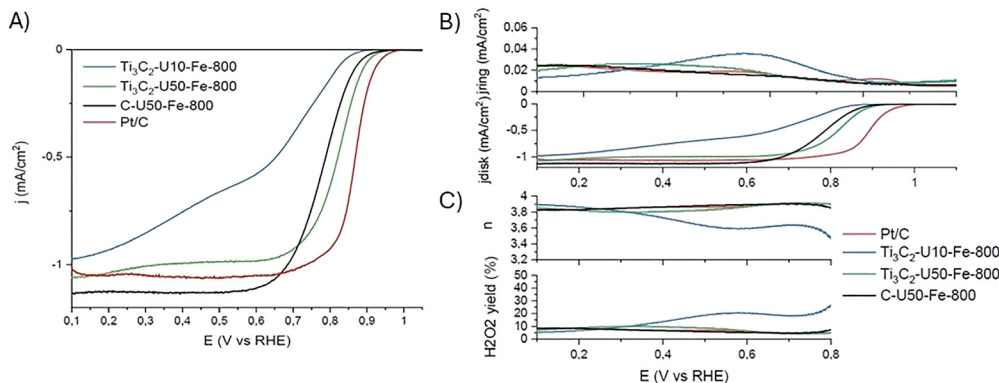 A)
0
-0,5
-1
j (mA/cm²)
0,1 0,2 0,3 0,4 0,5 0,6 0,7 0,8 0,9 1
E (V vs RHE)
Ti₃C₂-U10-Fe-800
Ti₃C₂-U50-Fe-800
C-U50-Fe-800
Pt/C
B)
0,06
0,04
0,02
0,00
jring (mA/cm²)
0,0
-0,5
-1
jdisk (mA/cm²)
0,2 0,4 0,6 0,8 1
C)
4
3,8
3,6
3,4
n
50
40
30
20
10
0
H2O2 yield (%)
0,2 0,4 0,6 0,8
E (V vs RHE)
Pt/C
Ti₃C₂-U10-Fe-800
Ti₃C₂-U50-Fe-800
C-U50-Fe-800